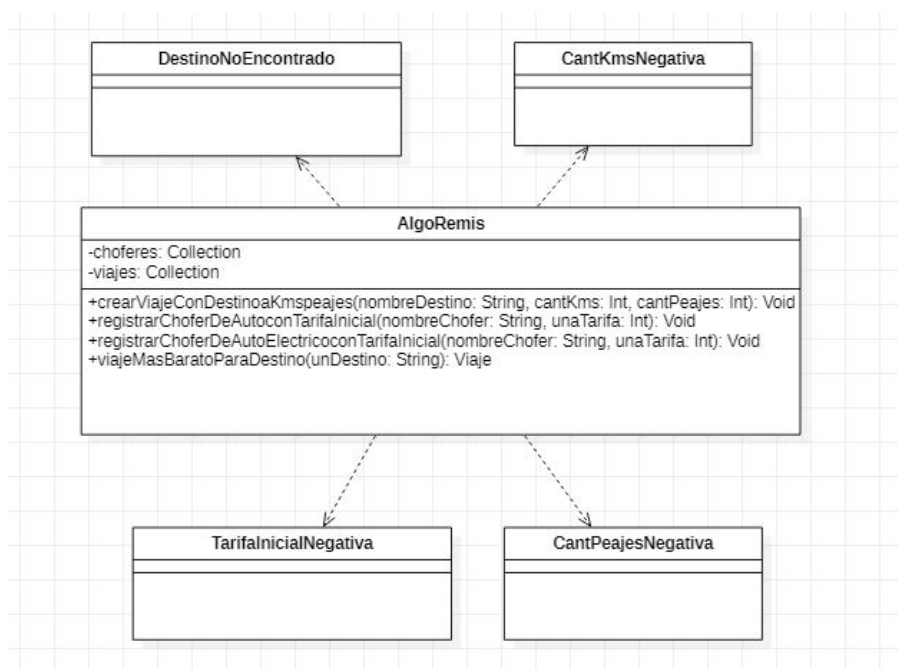 DestinoNoEncontrado
CantKmsNegativa
AlgoRemis
-choferes: Collection
-viajes: Collection
+crearViajeConDestinoaKmspeajes(nombreDestino: String, cantKms: Int, cantPeajes: Int): Void
+registrarChoferDeAutoconTarifaInicial(nombreChofer: String, unaTarifa: Int): Void
+registrarChoferDeAutoElectricoconTarifaInicial(nombreChofer: String, unaTarifa: Int): Void
+viajeMasBaratoParaDestino(unDestino: String): Viaje
TarifaInicialNegativa
CantPeajesNegativa